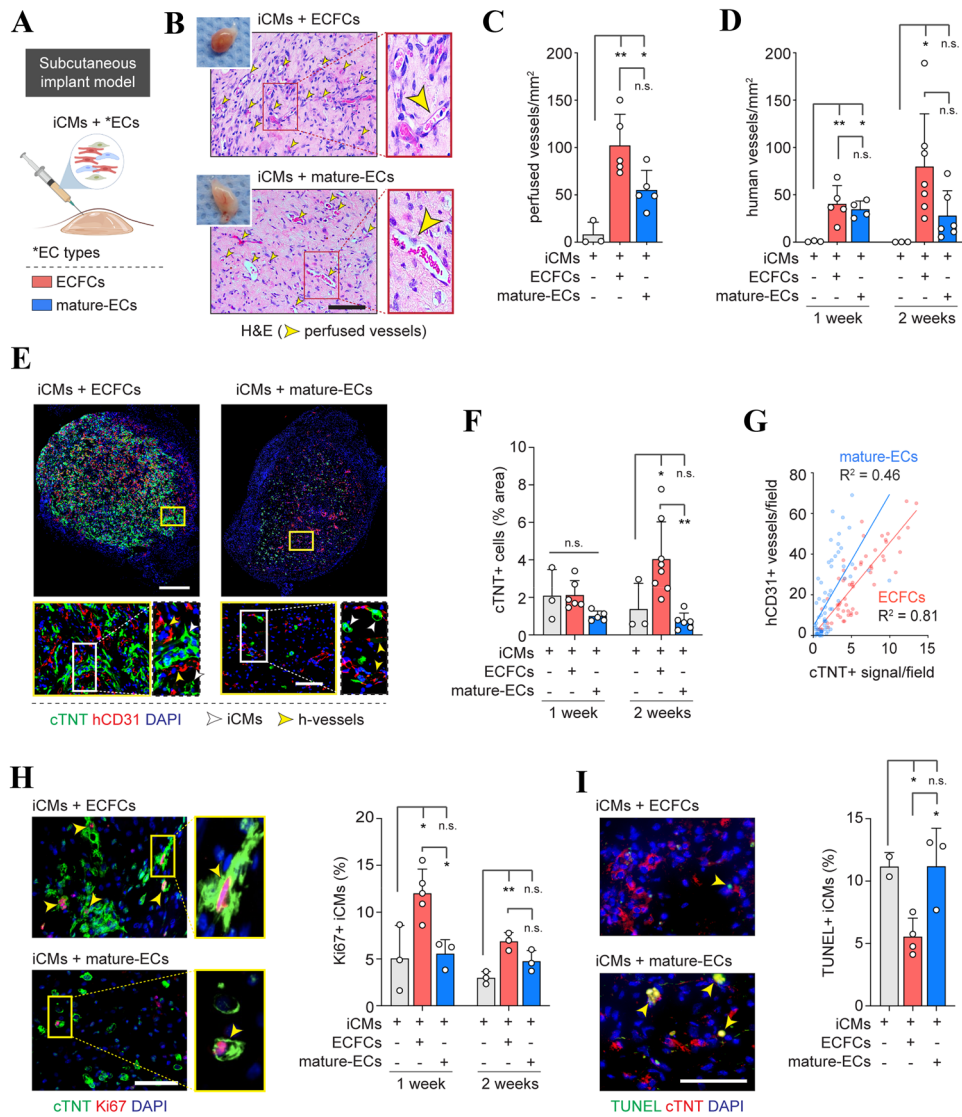 A
Subcutaneous
implant model
iCMs + *ECs
*EC types
ECFCs
mature-ECs
B
iCMs + ECFCs
iCMs + mature-ECs
H&E ( perfused vessels)
C
perfused vessels/mm2
200
150
100
50
0
** *
n.s.
iCMs + + +
ECFCs - + -
mature-ECs - - +
D
human vessels/mm2
200
150
100
50
0
** *
n.s.
* n.s.
n.s.
iCMs + + + + + +
ECFCs - + - - + -
mature-ECs - - + - - +
1 week 2 weeks
E
iCMs + ECFCs
iCMs + mature-ECs
cTNT hCD31 DAPI
iCMs
h-vessels
F
cTNT+ cells (% area)
10
8
6
4
2
0
n.s.
* n.s.
**
iCMs + + + + + +
ECFCs - + - - + -
mature-ECs - - + - - +
1 week 2 weeks
G
hCD31+ vessels/field
80
60
40
20
0
mature-ECs
R2 = 0.46
ECFCs
R2 = 0.81
0 5 10 15
cTNT+ signal/field
H
iCMs + ECFCs
iCMs + mature-ECs
cTNT Ki67 DAPI
Ki67+ iCMs (%)
20
15
10
5
0
* n.s.
*
** n.s.
n.s.
iCMs + + + + + +
ECFCs - + - - + -
mature-ECs - - + - - +
1 week 2 weeks
I
iCMs + ECFCs
iCMs + mature-ECs
TUNEL cTNT DAPI
TUNEL+ iCMs (%)
15
10
5
0
* n.s.
*
iCMs + + +
ECFCs - + -
mature-ECs - - +